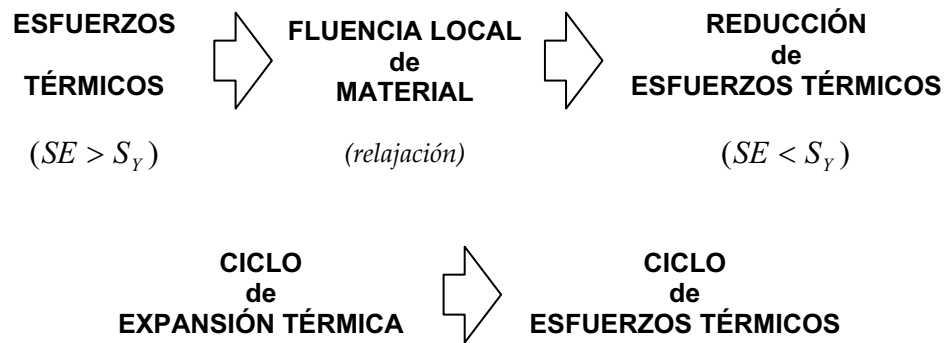 ESFUERZOS
TÉRMICOS
(SE > S_Y)
FLUENCIA LOCAL
de
MATERIAL
(relajación)
REDUCCIÓN
de
ESFUERZOS TÉRMICOS
(SE < S_Y)
CICLO
de
EXPANSIÓN TÉRMICA
CICLO
de
ESFUERZOS TÉRMICOS